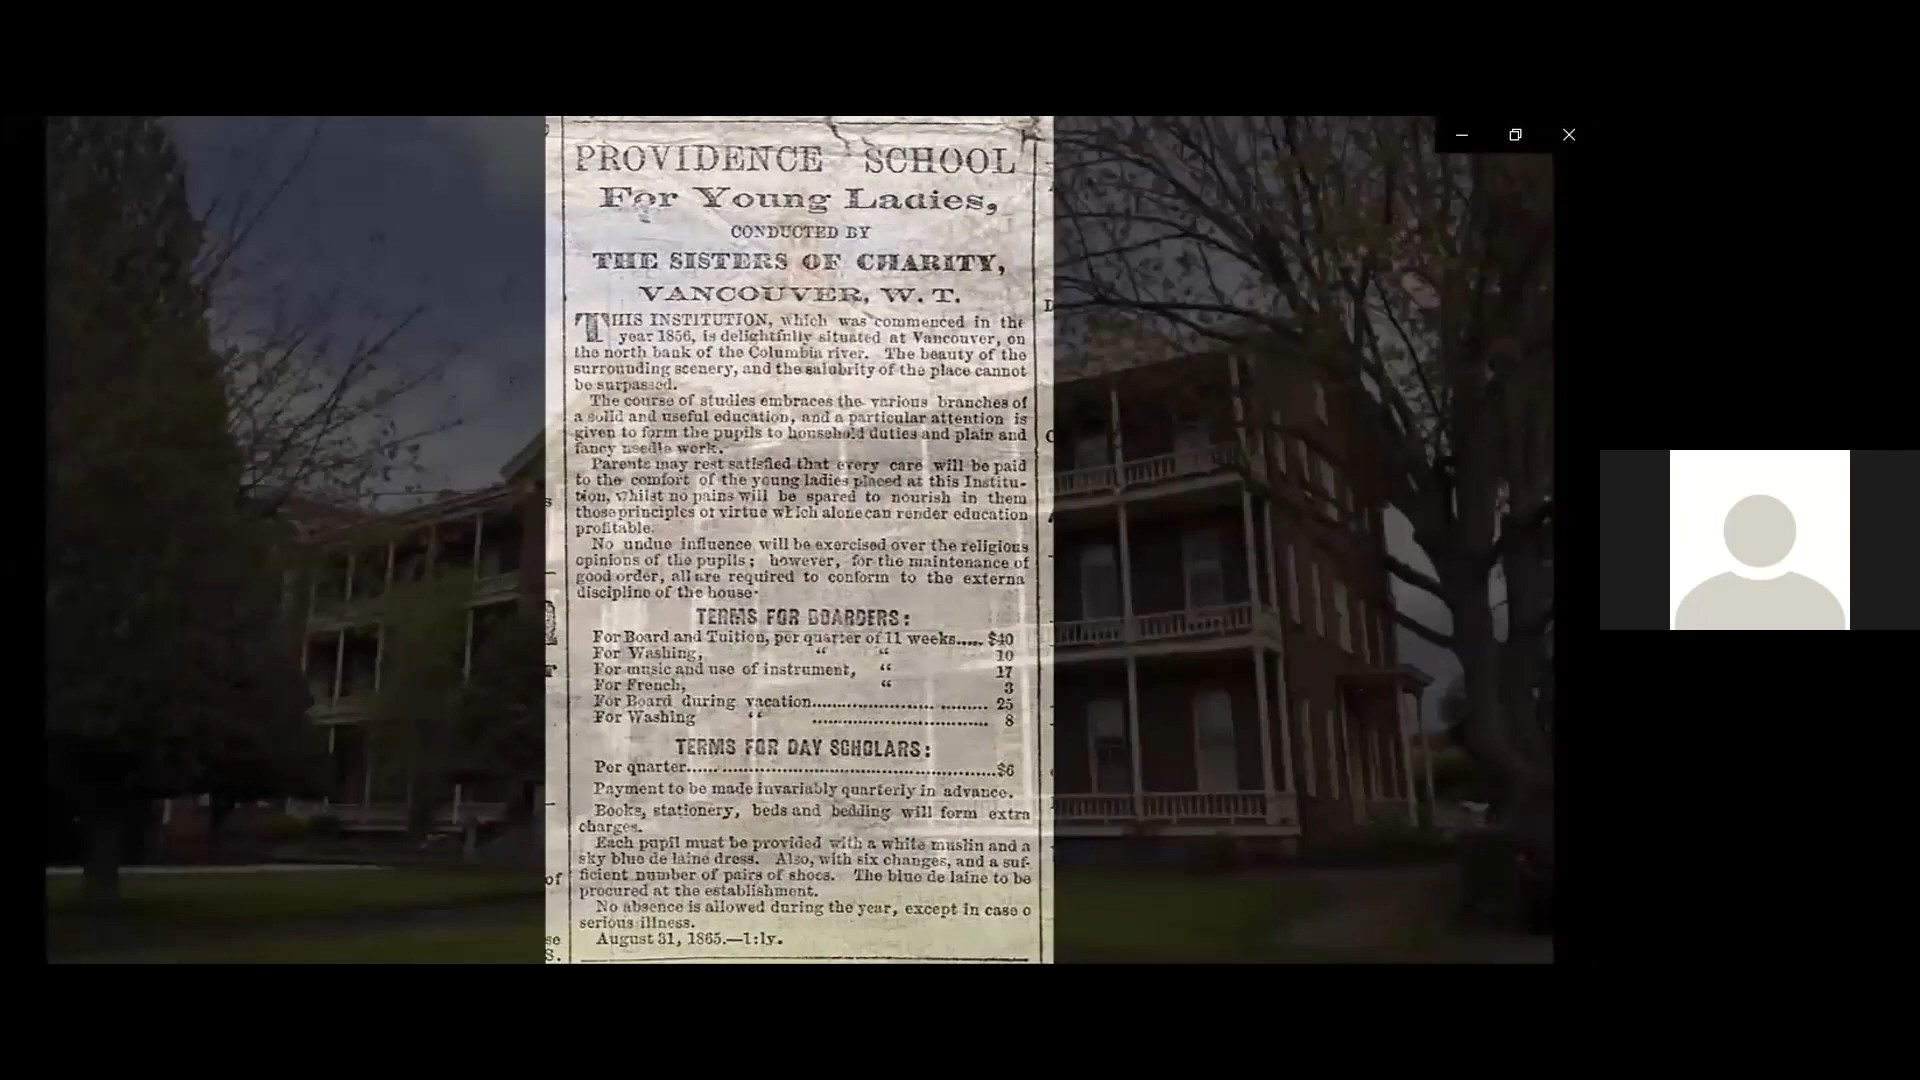 PROVIDENCE SCHOOL
For Young Ladies,
CONDUCTED BY
THE SISTERS OF CHARITY,
VANCOUVER, W. T.
THIS INSTITUTION, which was commenced in the
year 1856, is delightfully situated at Vancouver, on
the north bank of the Columbia river. The beauty of the
surrounding scenery, and the salubrity of the place cannot
be surpassed.
The course of studies embraces the various branches of
a solid and useful education, and a particular attention is
given to form the pupils to household duties and plain and
fancy needle work.
Parents may rest satisfied that every care will be paid
to the comfort of the young ladies placed at this Institu-
tion, whilst no pains will be spared to nourish in them
those principles of virtue which alone can render education
profitable.
No undue influence will be exercised over the religious
opinions of the pupils; however, for the maintenance of
good order, all are required to conform to the externa
discipline of the house.
TERMS FOR BOARDERS:
For Board and Tuition, per quarter of 11 weeks..... $40
For Washing, “ “ 10
For music and use of instrument, “ 17
For French, “ 3
For Board during vacation................................ 25
For Washing “ ................................ 8
TERMS FOR DAY SCHOLARS:
Per quarter................................................$6
Payment to be made invariably quarterly in advance.
Books, stationery, beds and bedding will form extra
charges.
Each pupil must be provided with a white muslin and a
sky blue de laine dress. Also, with six changes, and a suf-
ficient number of pairs of shoes. The blue de laine to be
procured at the establishment.
No absence is allowed during the year, except in case o
serious illness.
August 31, 1865.—1:ly.
of
se
S.